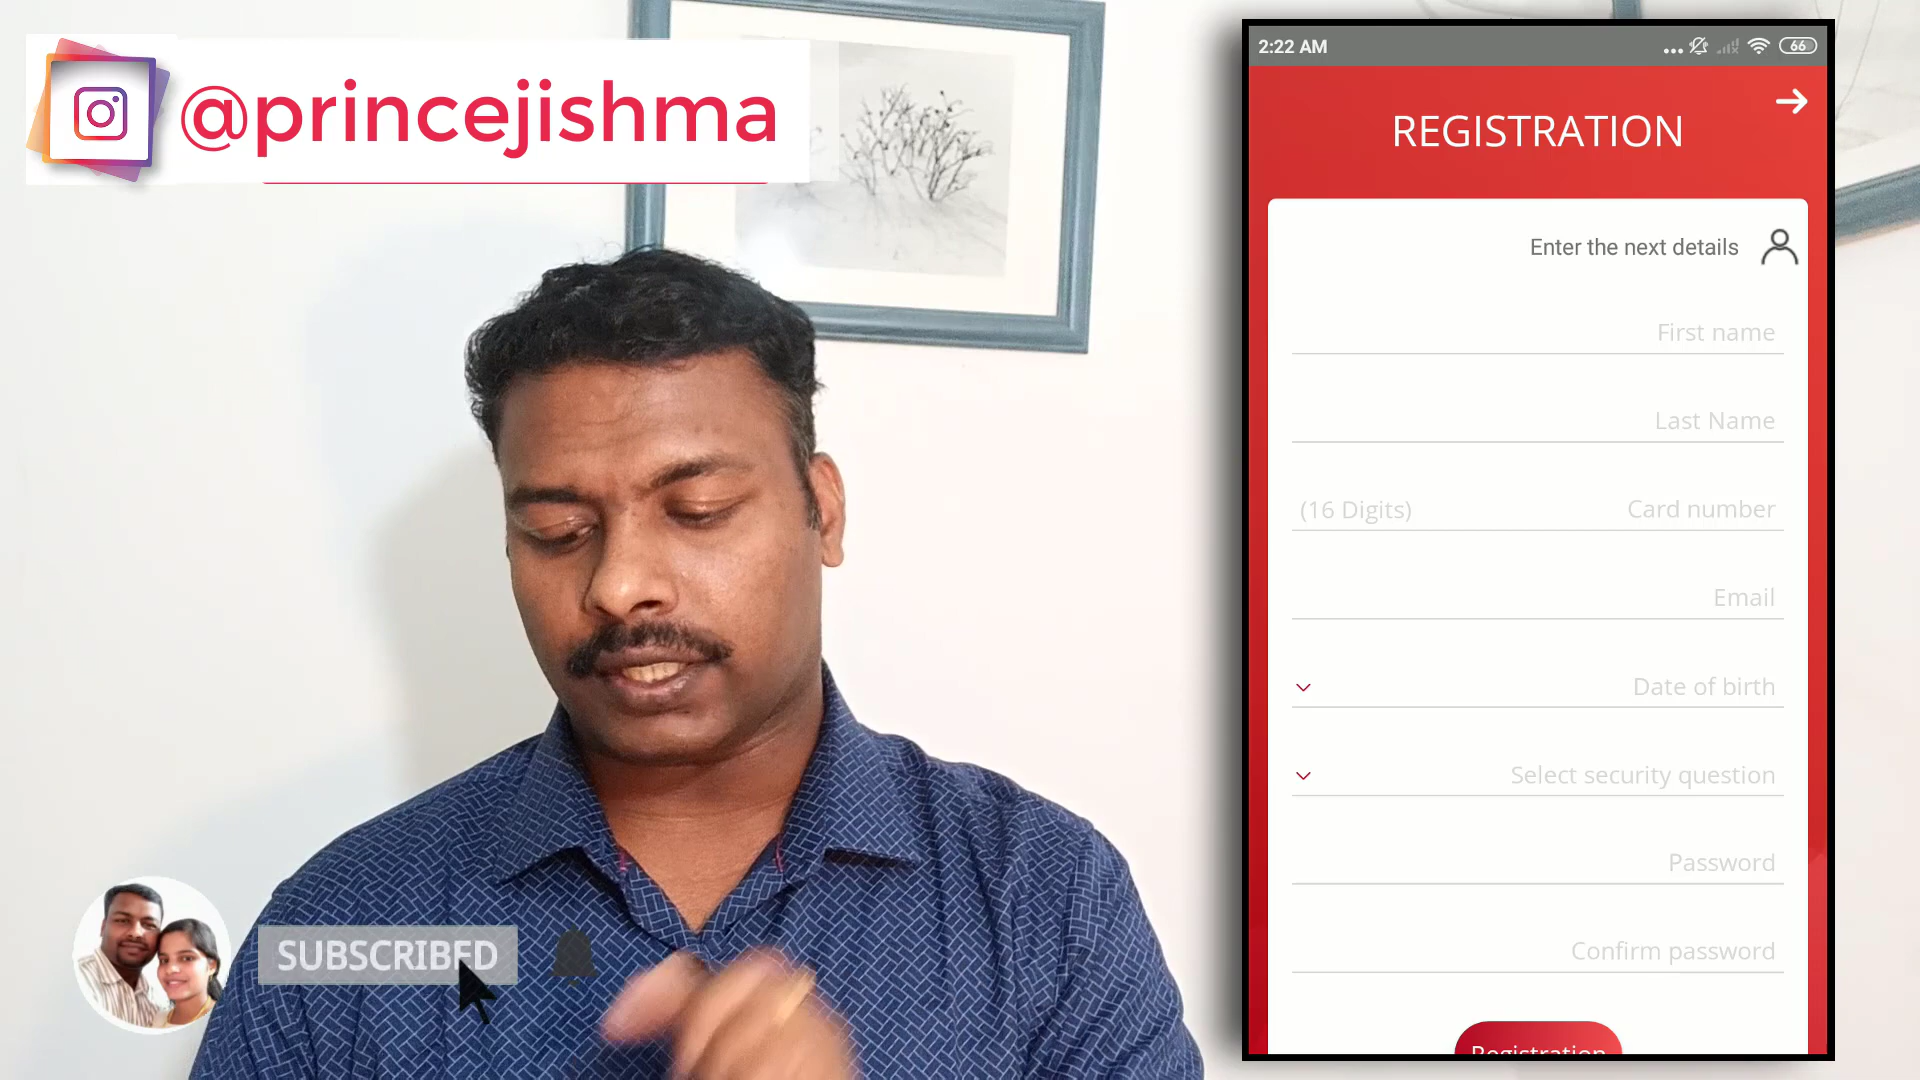 @princejishma
SUBSCRIBED
2:22 AM
66
REGISTRATION
Enter the next details
First name
Last Name
(16 Digits) Card number
Email
Date of birth
Select security question
Password
Confirm password
Registration